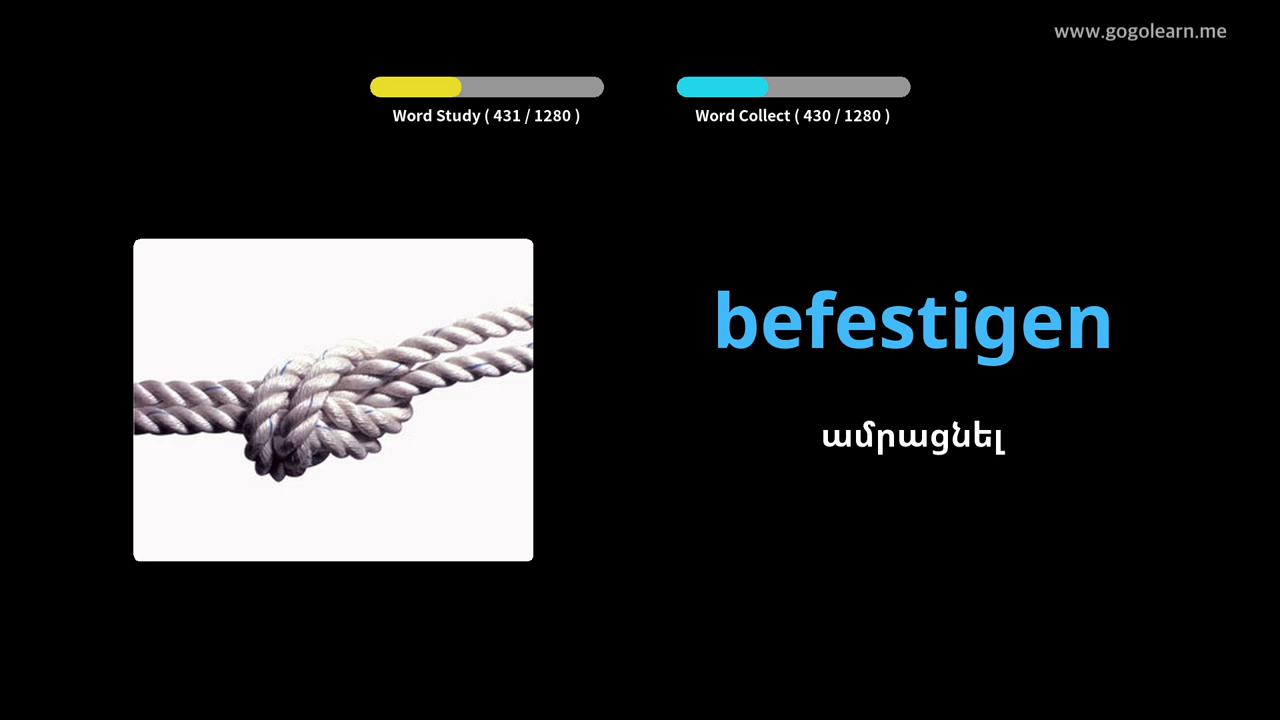 www.gogolearn.me
Word Study ( 431 / 1280 )
Word Collect ( 430 / 1280 )
befestigen
ամրացնել